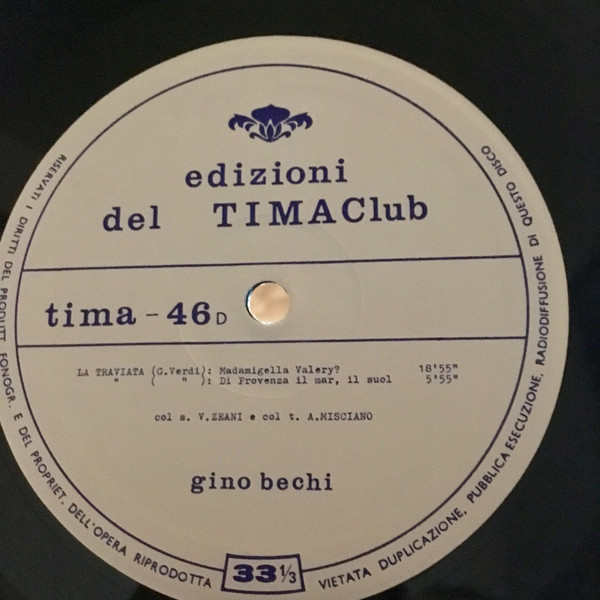 edizioni
del TIMAClub
tima - 46D
LA TRAVIATA (G.Verdi): Madamigella Valery? 18'55"
" ( " ): Di Provenza il mar, il suol 5'55"
col s. V.ZEANI e col t. A.MISCIANO
gino bechi
33 1/3
RISERVATI I DIRITTI DEL PRODUTT. FONOGR. E DEL PROPRIET. DELL'OPERA RIPRODOTTA
VIETATA DUPLICAZIONE, PUBBLICA ESECUZIONE, RADIODIFFUSIONE DI QUESTO DISCO